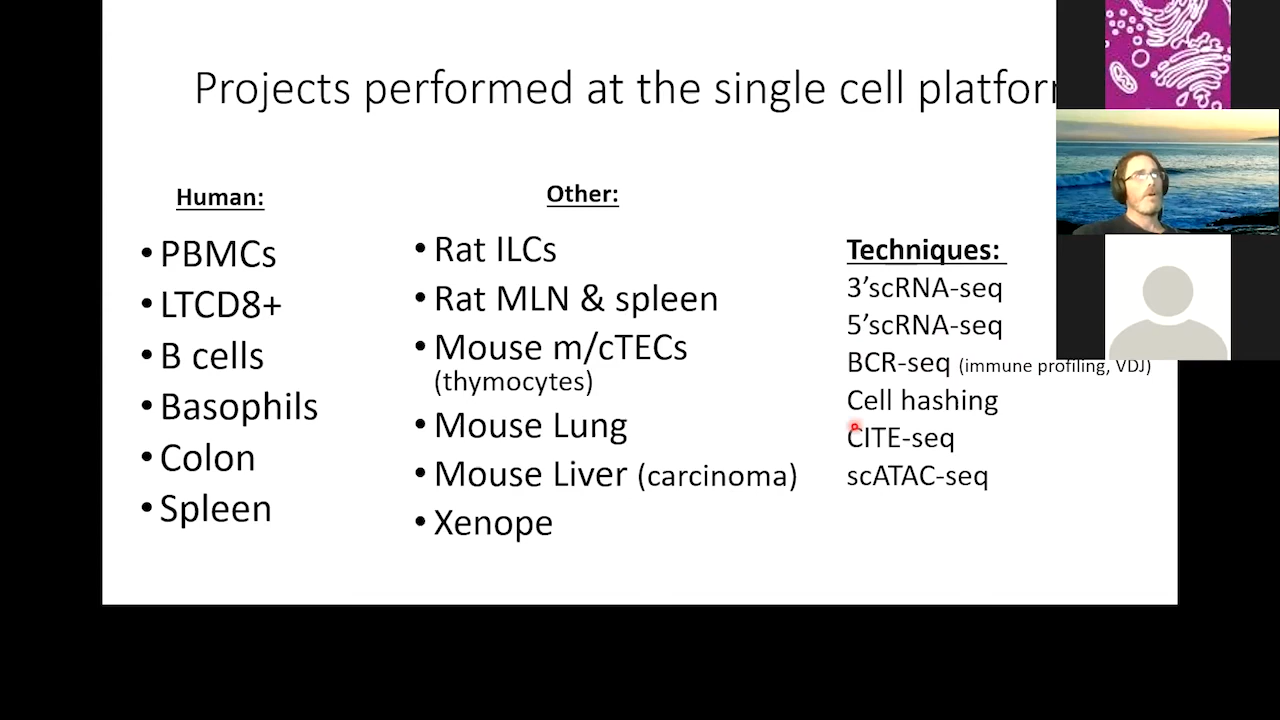 Projects performed at the single cell platfor
Human:
• PBMCs
• LTCD8+
• B cells
• Basophils
• Colon
• Spleen
Other:
• Rat ILCs
• Rat MLN & spleen
• Mouse m/cTECs
(thymocytes)
• Mouse Lung
• Mouse Liver (carcinoma)
• Xenope
Techniques:
3’scRNA-seq
5’scRNA-seq
BCR-seq (immune profiling, VDJ)
Cell hashing
CITE-seq
scATAC-seq